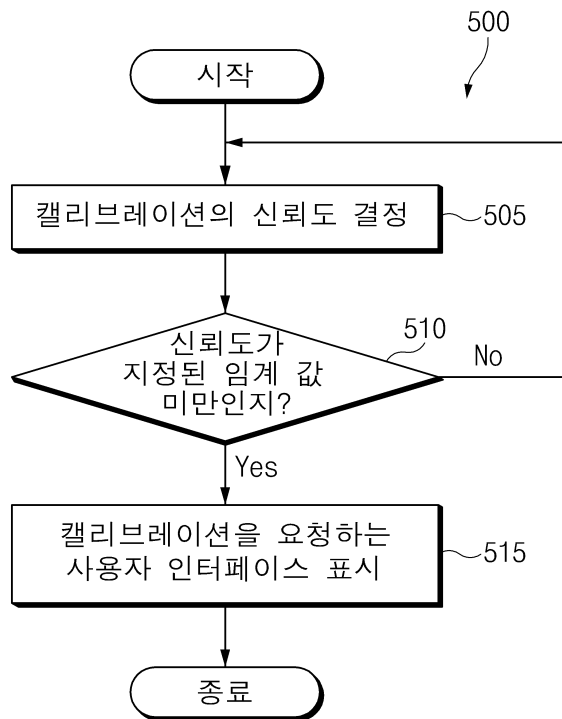 500
시작
캘리브레이션의 신뢰도 결정
505
510
신뢰도가
지정된 임계 값
미만인지?
No
Yes
캘리브레이션을 요청하는
사용자 인터페이스 표시
515
종료